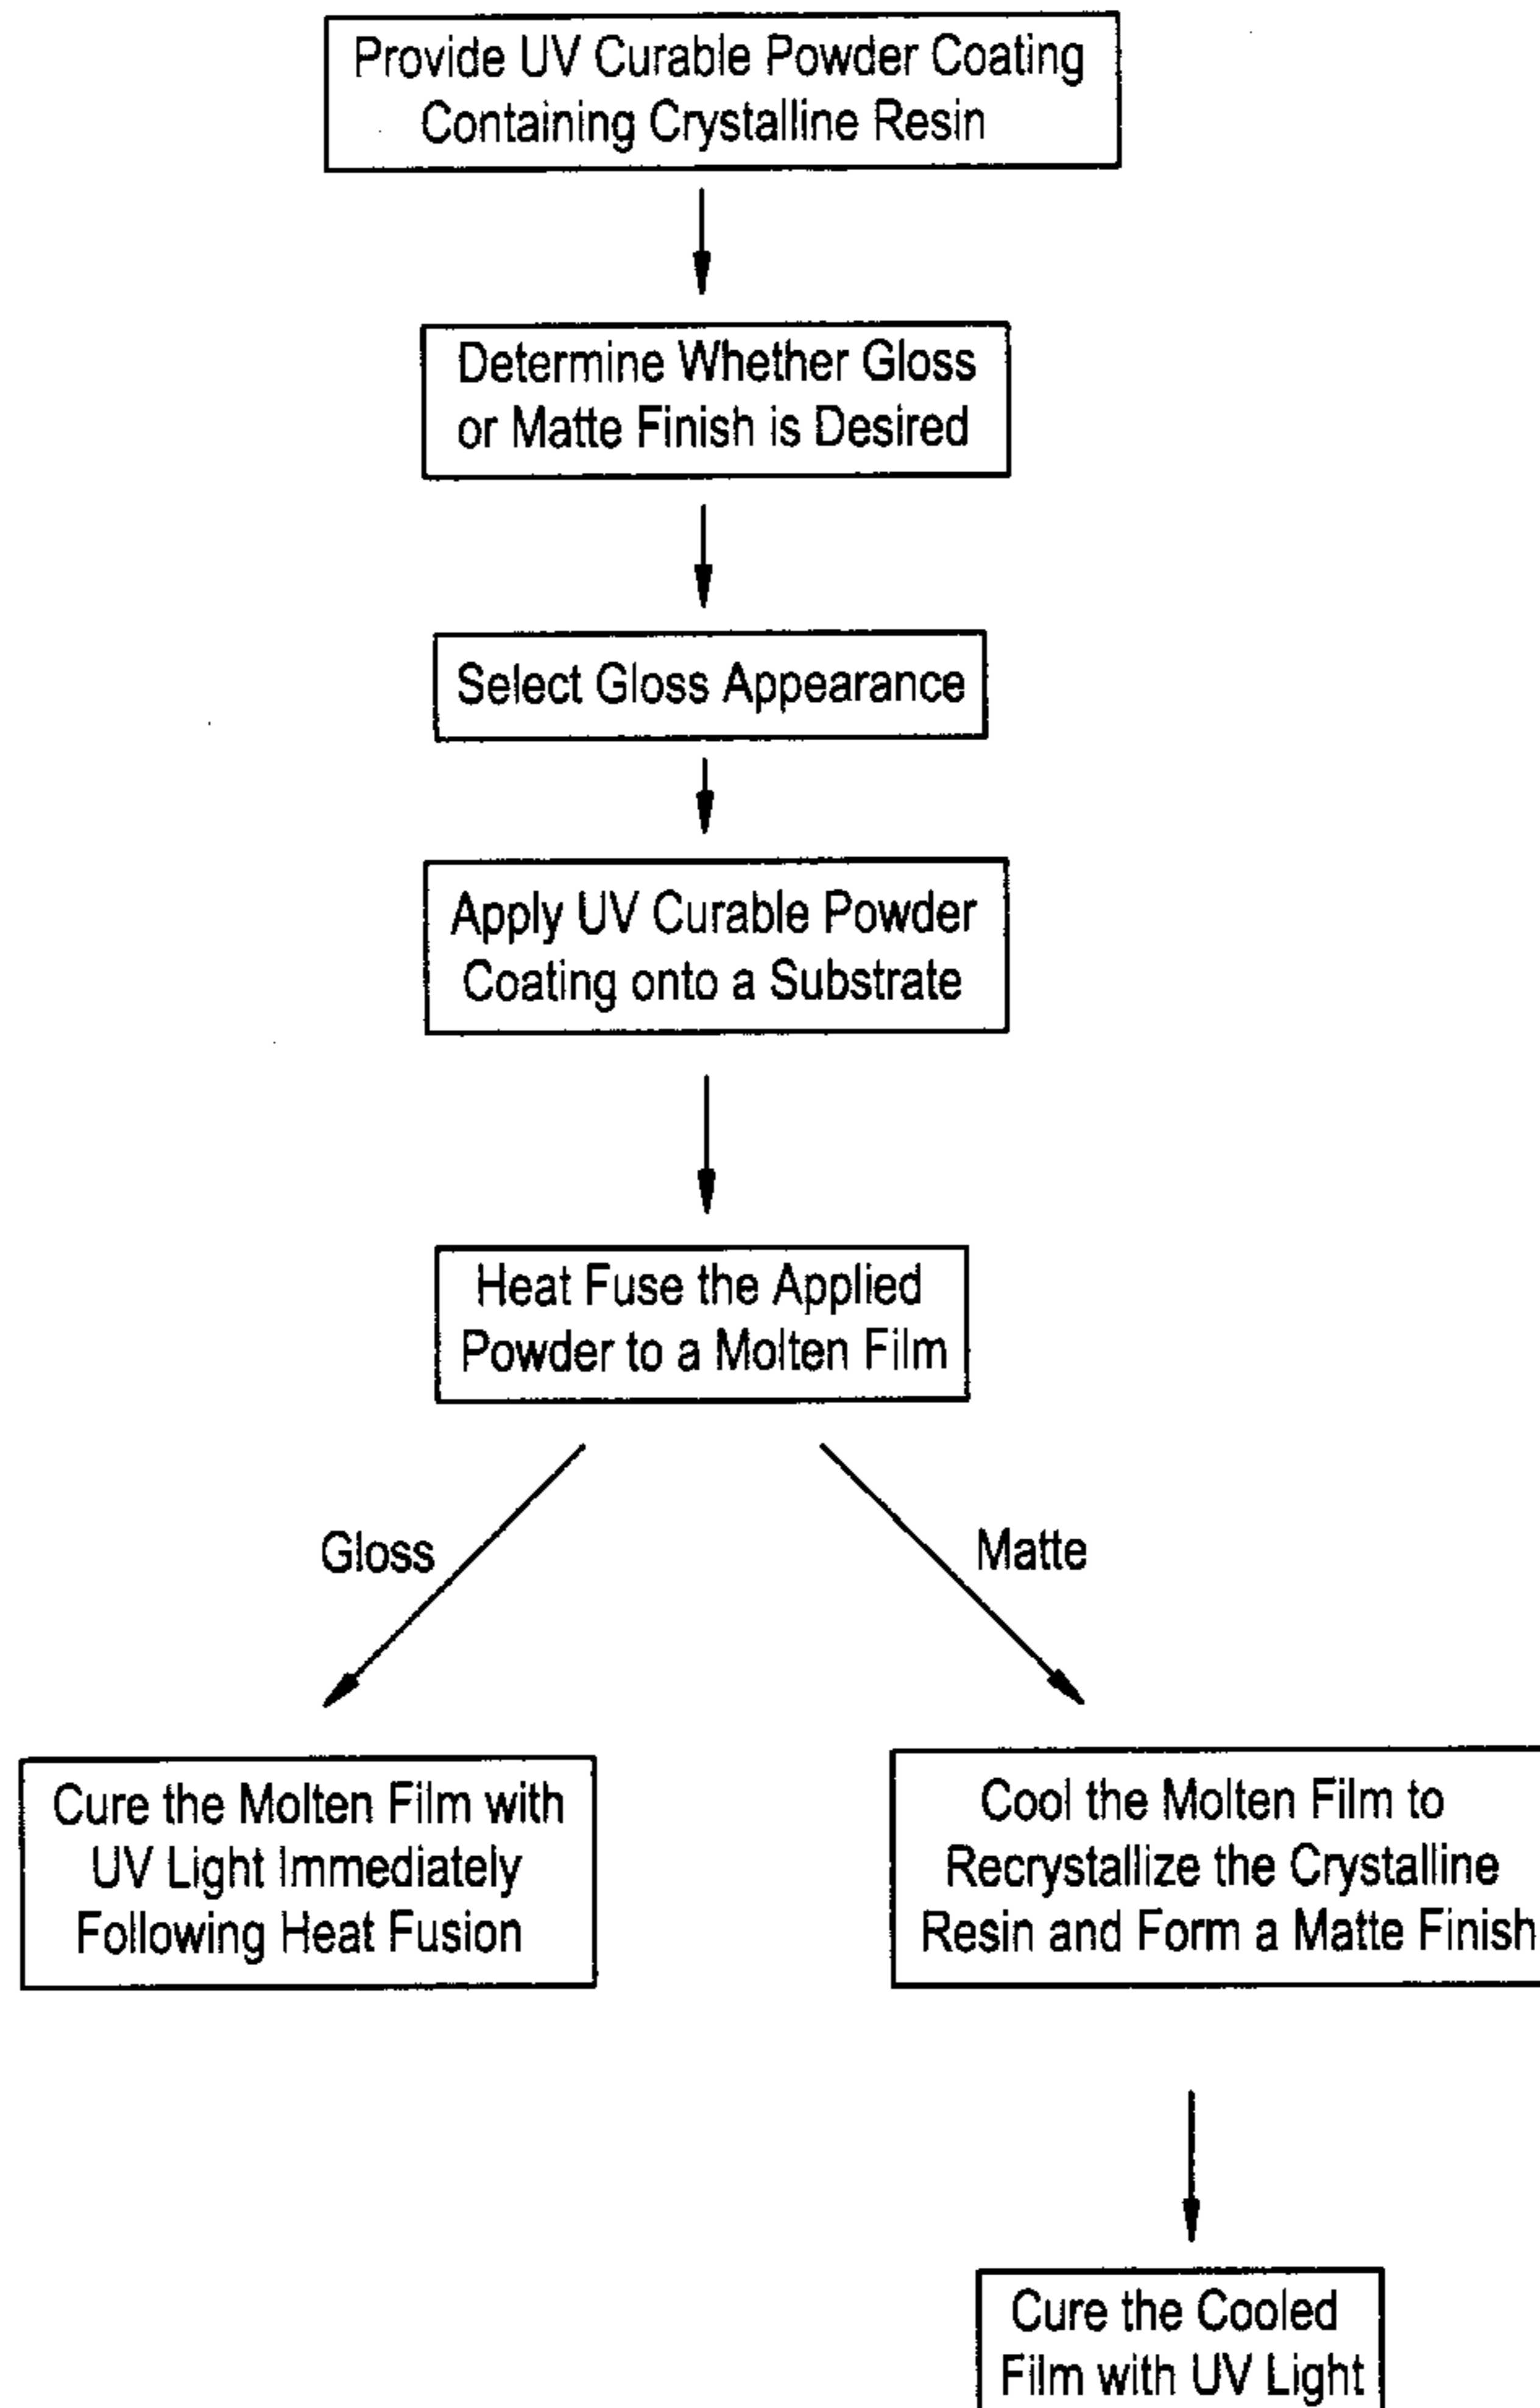 Provide UV Curable Powder Coating
Containing Crystalline Resin
Determine Whether Gloss
or Matte Finish is Desired
Select Gloss Appearance
Apply UV Curable Powder
Coating onto a Substrate
Heat Fuse the Applied
Powder to a Molten Film
Gloss
Matte
Cure the Molten Film with
UV Light Immediately
Following Heat Fusion
Cool the Molten Film to
Recrystallize the Crystalline
Resin and Form a Matte Finish
Cure the Cooled
Film with UV Light